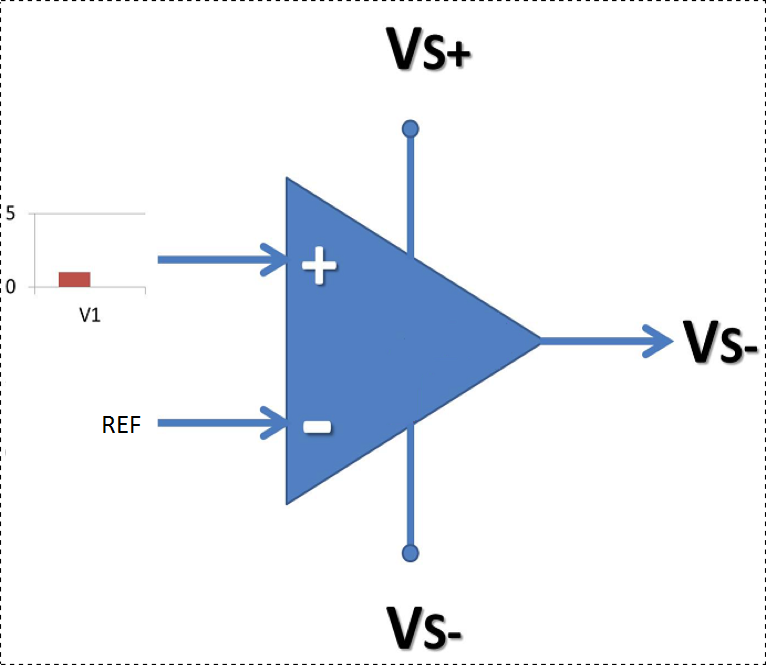 VS+
5
+
0
V1
VS-
REF
-
VS-